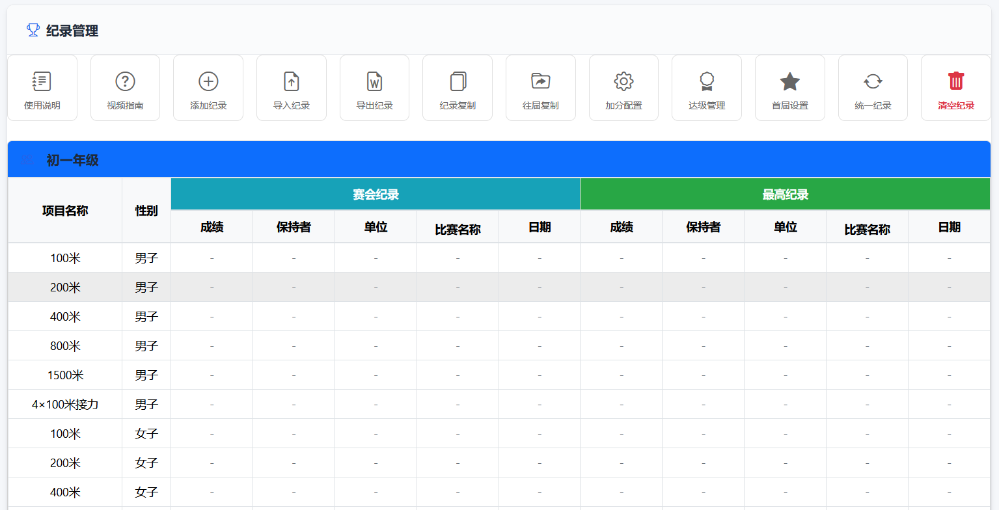 纪录管理
使用说明 视频指南 添加纪录 导入纪录 导出纪录 纪录复制 往届复制 加分配置 达级管理 首届设置 统一纪录 清空纪录
初一年级
项目名称 性别 赛会纪录 最高纪录
成绩 保持者 单位 比赛名称 日期 成绩 保持者 单位 比赛名称 日期
100米 男子 - - - - - - - - - -
200米 男子 - - - - - - - - - -
400米 男子 - - - - - - - - - -
800米 男子 - - - - - - - - - -
1500米 男子 - - - - - - - - - -
4×100米接力 男子 - - - - - - - - - -
100米 女子 - - - - - - - - - -
200米 女子 - - - - - - - - - -
400米 女子 - - - - - - - - - -